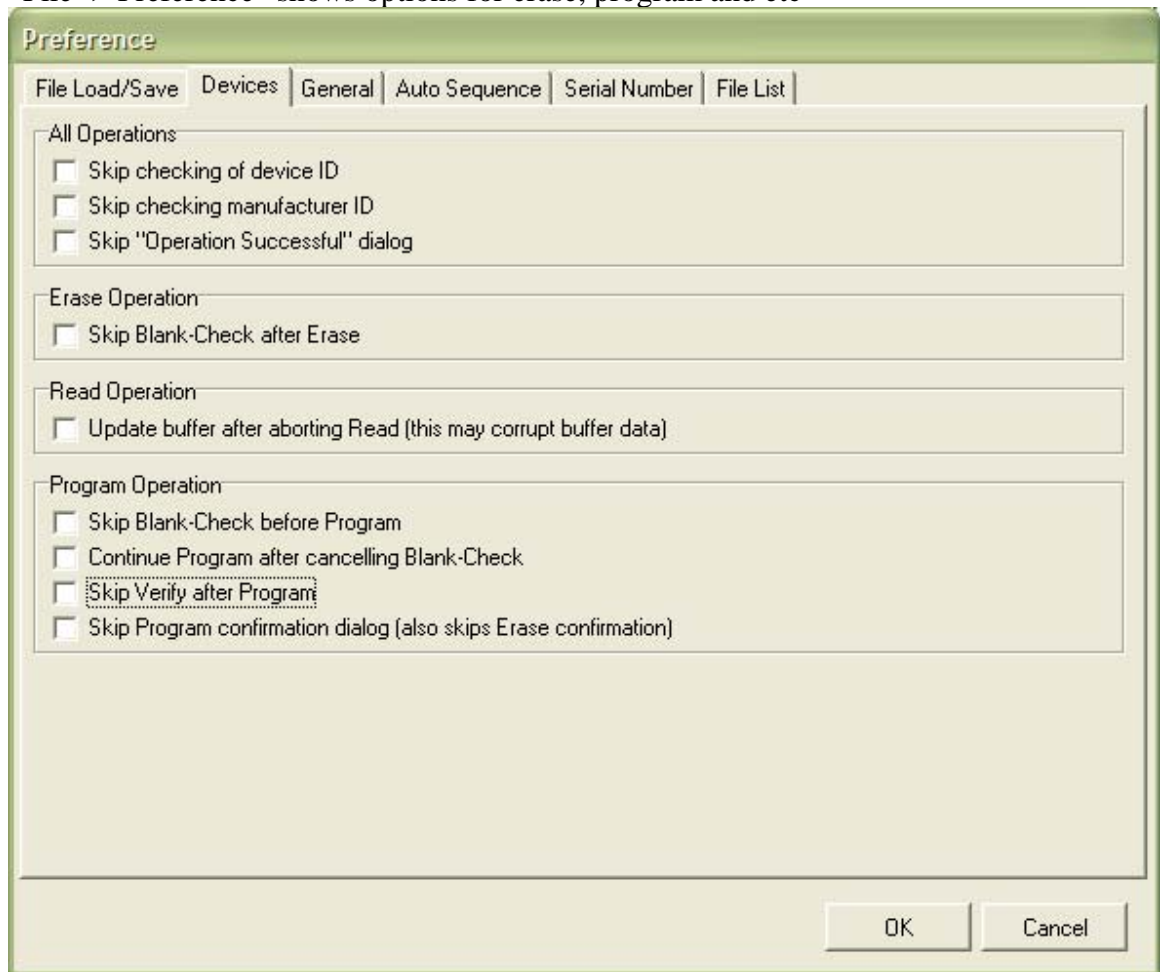 Preference" shows options for erase, program and etc
Preference
File Load/Save Devices General Auto Sequence Serial Number File List
All Operations
Skip checking of device ID
Skip checking manufacturer ID
Skip "Operation Successful" dialog
Erase Operation
Skip Blank-Check after Erase
Read Operation
Update buffer after aborting Read (this may corrupt buffer data)
Program Operation
Skip Blank-Check before Program
Continue Program after cancelling Blank-Check
Skip Verify after Program
Skip Program confirmation dialog (also skips Erase confirmation)
OK Cancel